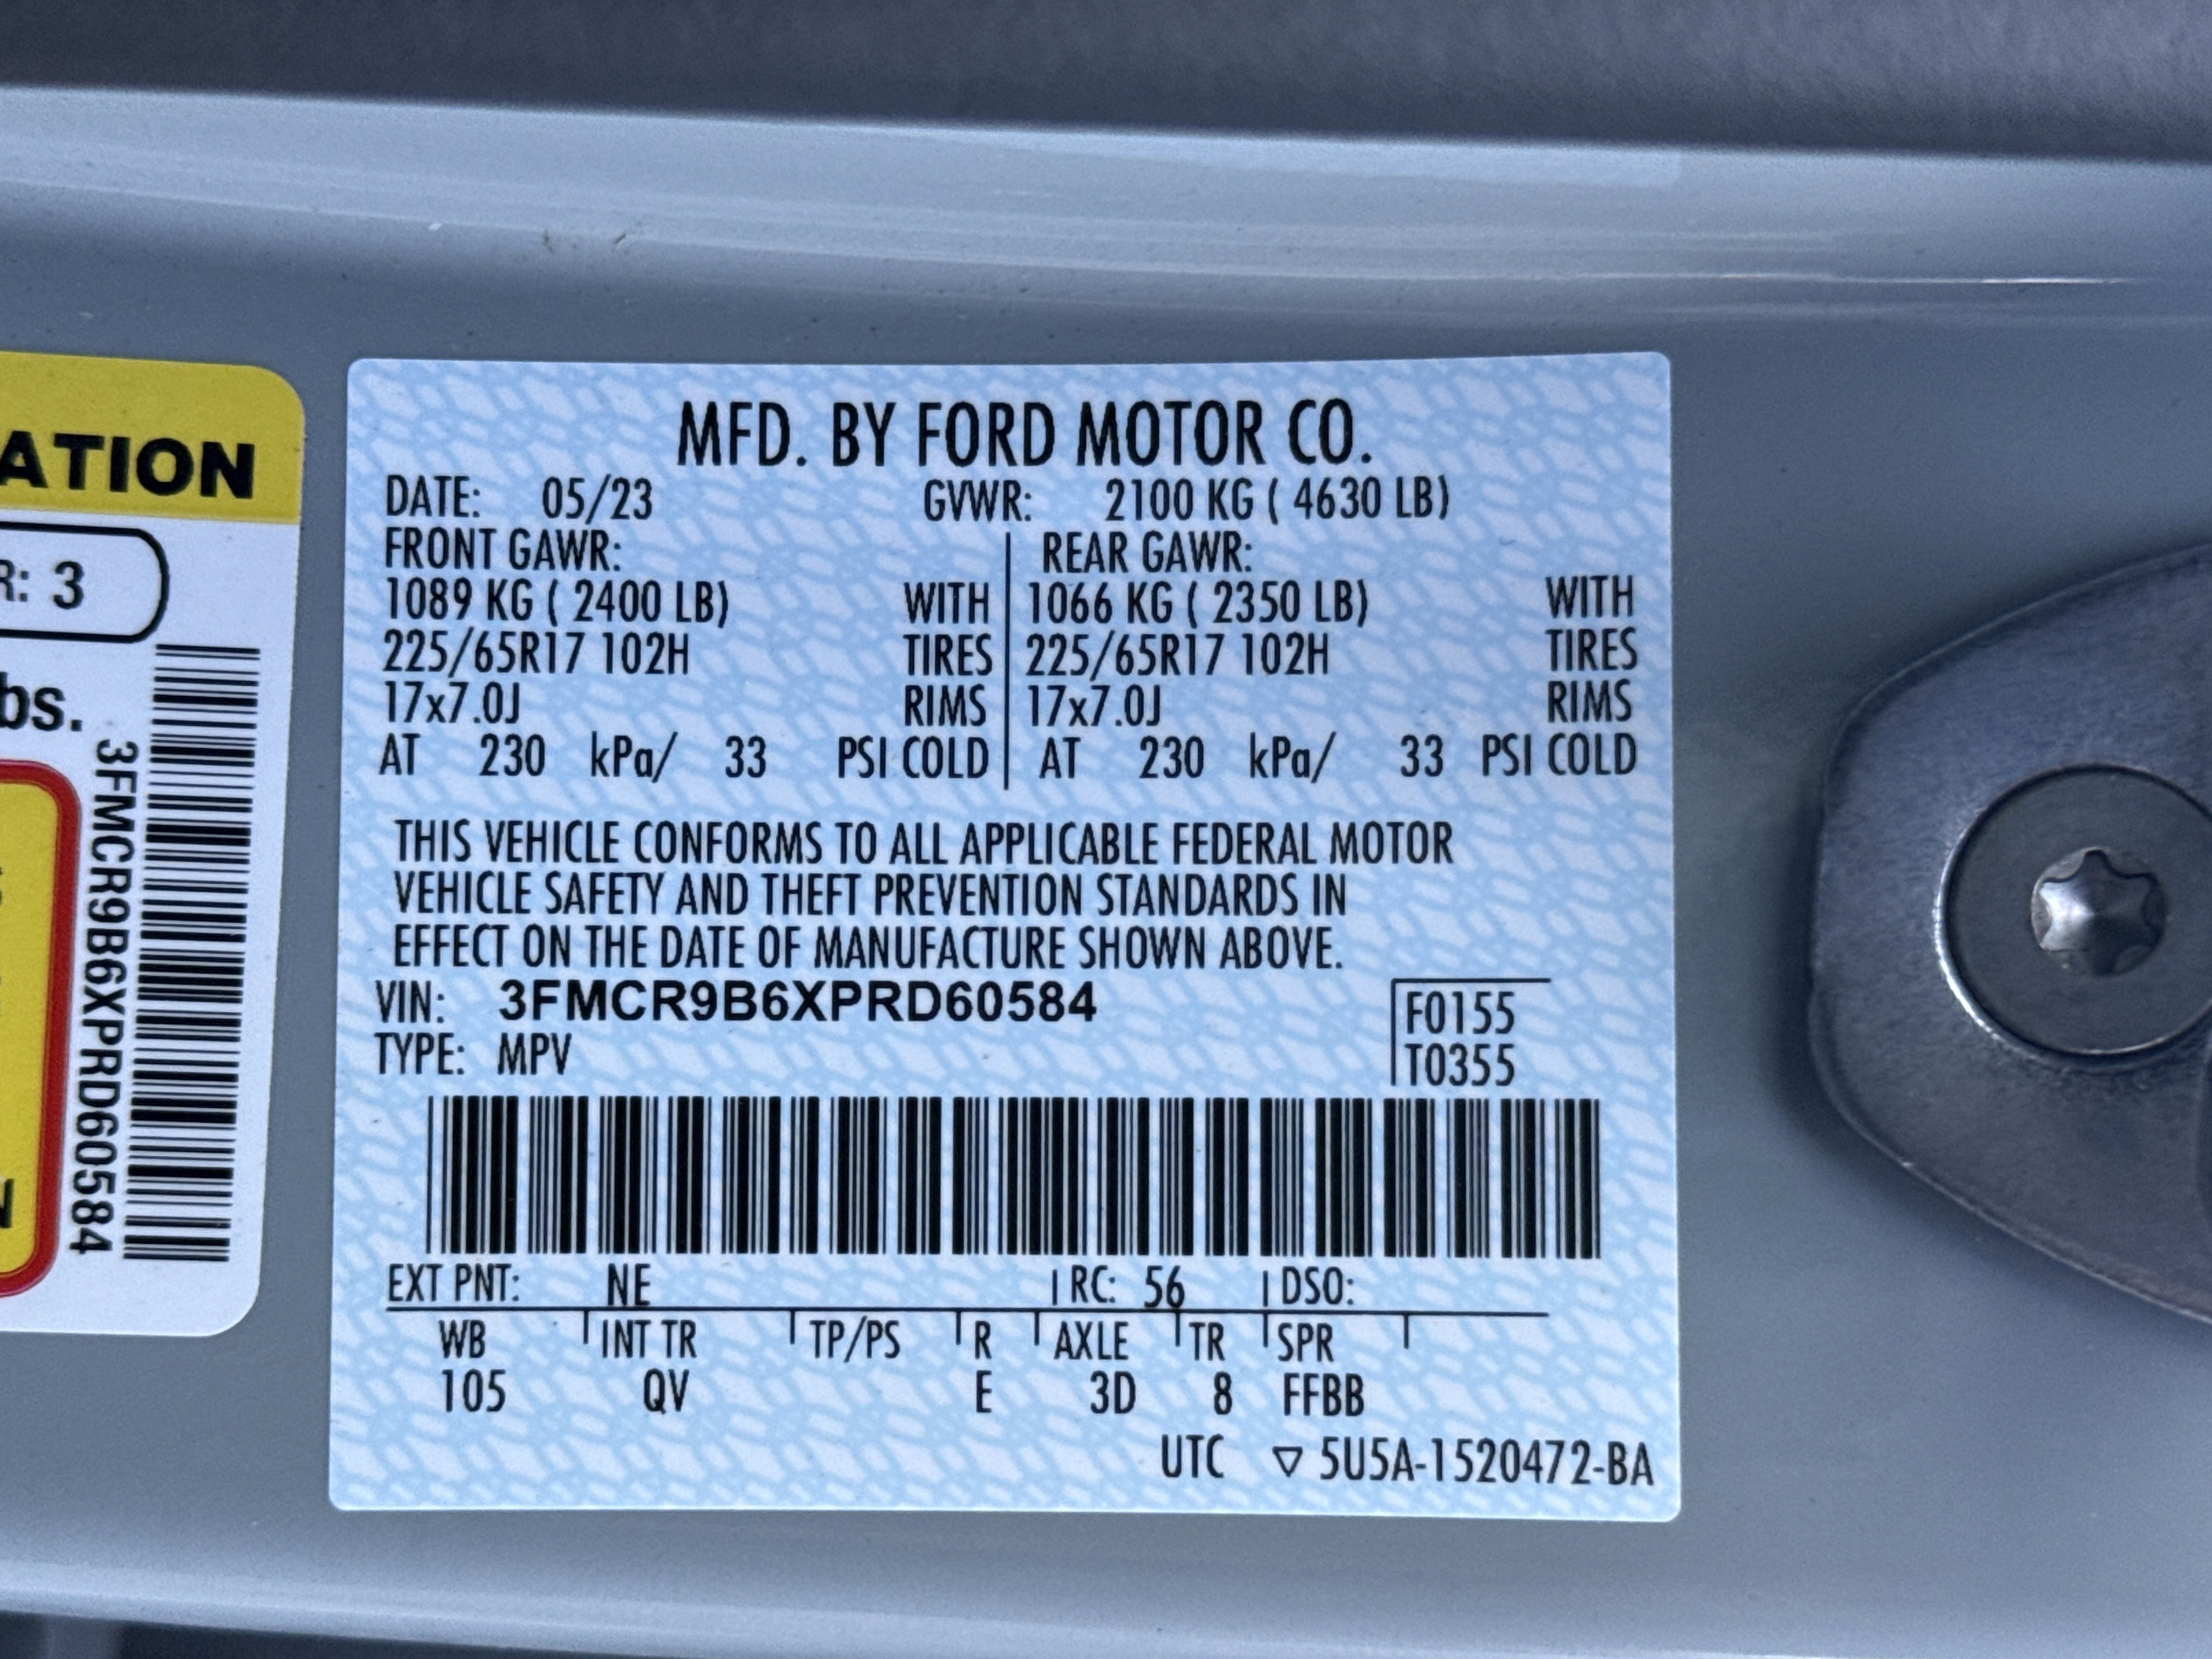 ATION
R: 3
bs.
3FMCR9B6XPRD60584
N
MFD. BY FORD MOTOR CO.
DATE: 05/23 GVWR: 2100 KG ( 4630 LB)
FRONT GAWR: REAR GAWR:
1089 KG ( 2400 LB) WITH 1066 KG ( 2350 LB) WITH
225/65R17 102H TIRES 225/65R17 102H TIRES
17x7.0J RIMS 17x7.0J RIMS
AT 230 kPa/ 33 PSI COLD AT 230 kPa/ 33 PSI COLD
THIS VEHICLE CONFORMS TO ALL APPLICABLE FEDERAL MOTOR
VEHICLE SAFETY AND THEFT PREVENTION STANDARDS IN
EFFECT ON THE DATE OF MANUFACTURE SHOWN ABOVE.
VIN: 3FMCR9B6XPRD60584 F0155
TYPE: MPV T0355
EXT PNT: NE RC: 56 DSO:
WB INT TR TP/PS R AXLE TR SPR
105 QV E 3D 8 FFBB
UTC ▽ 5U5A-1520472-BA